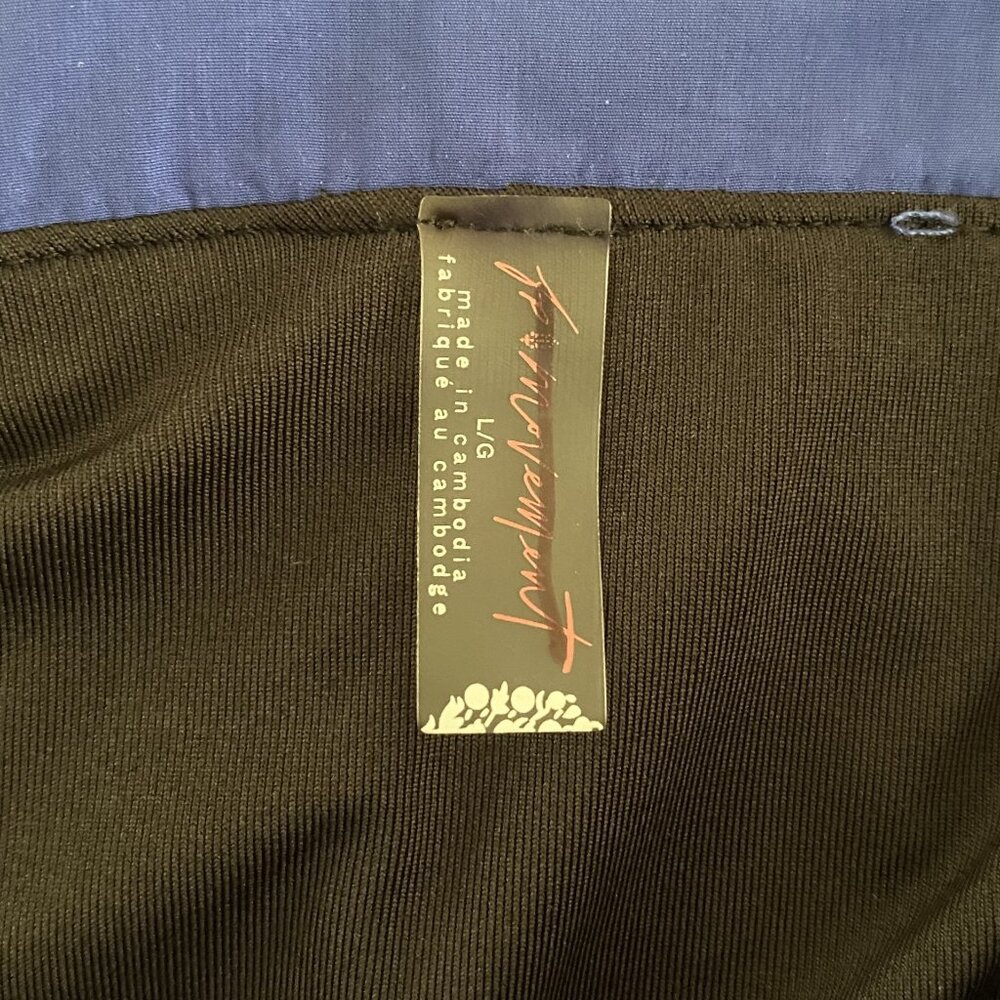 fp movement
L/G
made in cambodia
fabriqué au cambodge